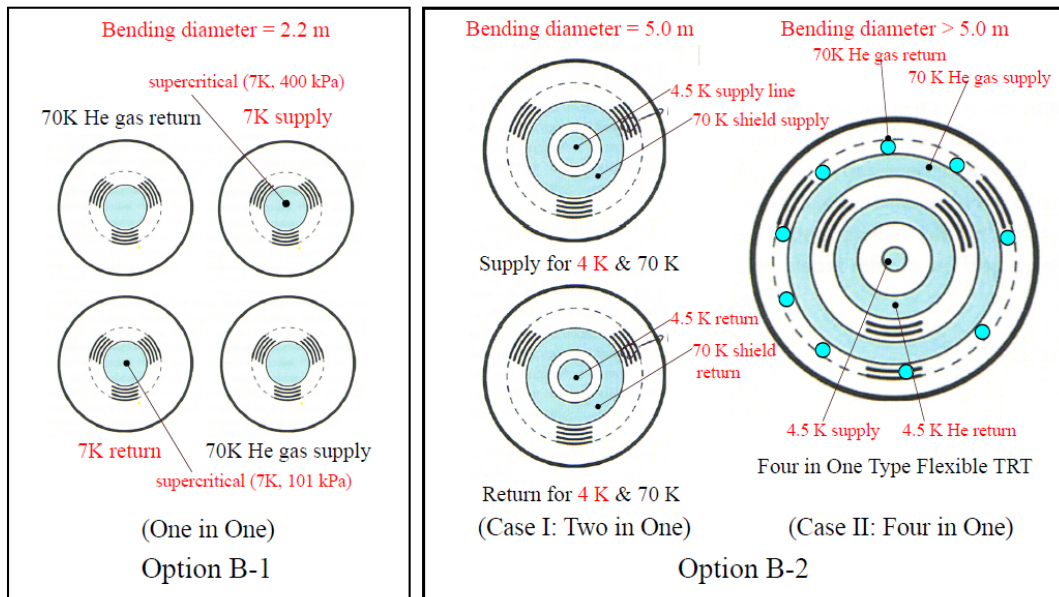 Bending diameter = 2.2 m
supercritical (7K, 400 kPa)
70K He gas return
7K supply
7K return
70K He gas supply
supercritical (7K, 101 kPa)
(One in One)
Option B-1
Bending diameter = 5.0 m
4.5 K supply line
70 K shield supply
Supply for 4 K & 70 K
4.5 K return
70 K shield
return
Return for 4 K & 70 K
(Case I: Two in One)
Bending diameter > 5.0 m
70K He gas return
70 K He gas supply
4.5 K supply
4.5 K He return
Four in One Type Flexible TRT
(Case II: Four in One)
Option B-2